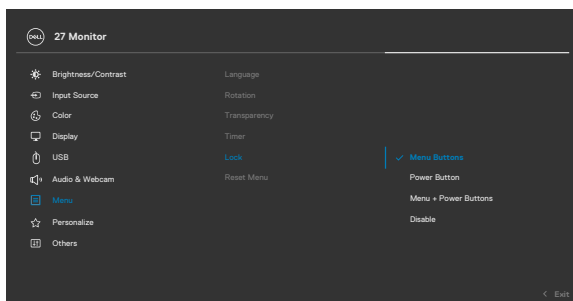 DELL
27 Monitor
Brightness/Contrast
Input Source
Color
Display
USB
Audio & Webcam
Menu
Personalize
Others
Language
Rotation
Transparency
Timer
Lock
Reset Menu
Menu Buttons
Power Button
Menu + Power Buttons
Disable
Exit